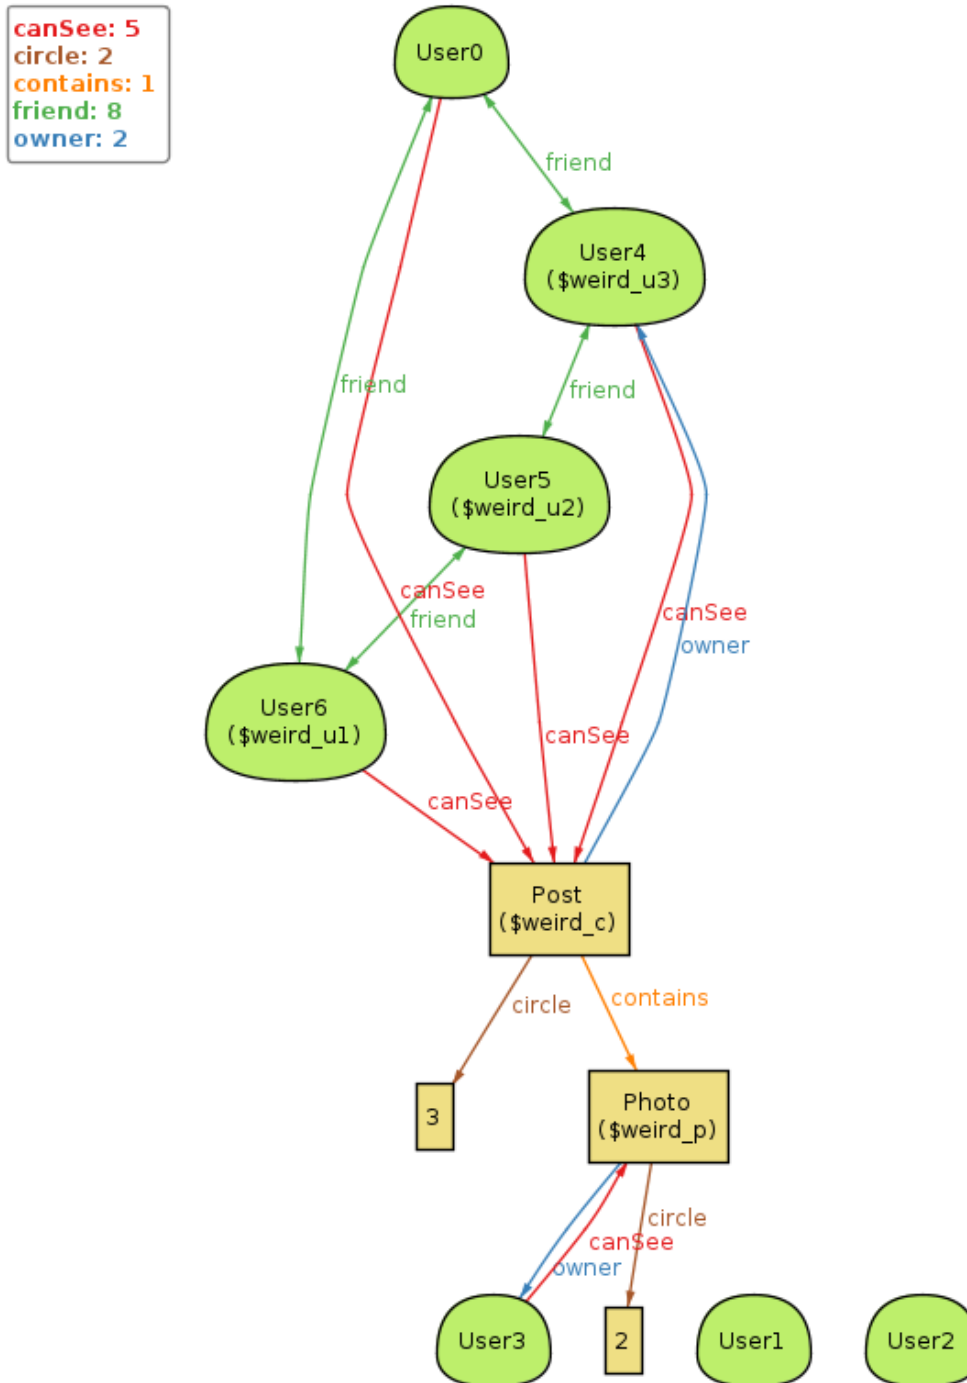 canSee: 5
circle: 2
contains: 1
friend: 8
owner: 2
User0
friend
User4
($weird_u3)
friend
friend
User5
($weird_u2)
canSee
friend
canSee
owner
User6
($weird_u1)
canSee
canSee
Post
($weird_c)
circle
contains
3
Photo
($weird_p)
circle
canSee
owner
User3
2
User1
User2